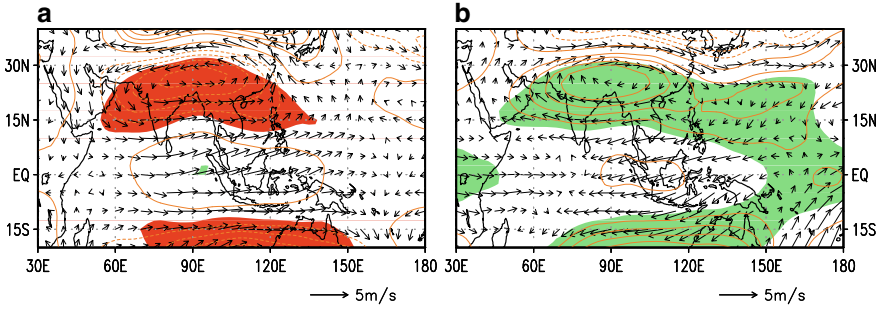 a b
30N 30N
15N 15N
EQ EQ
15S 15S
30E 60E 90E 120E 150E 180 30E 60E 90E 120E 150E 180
5m/s 5m/s